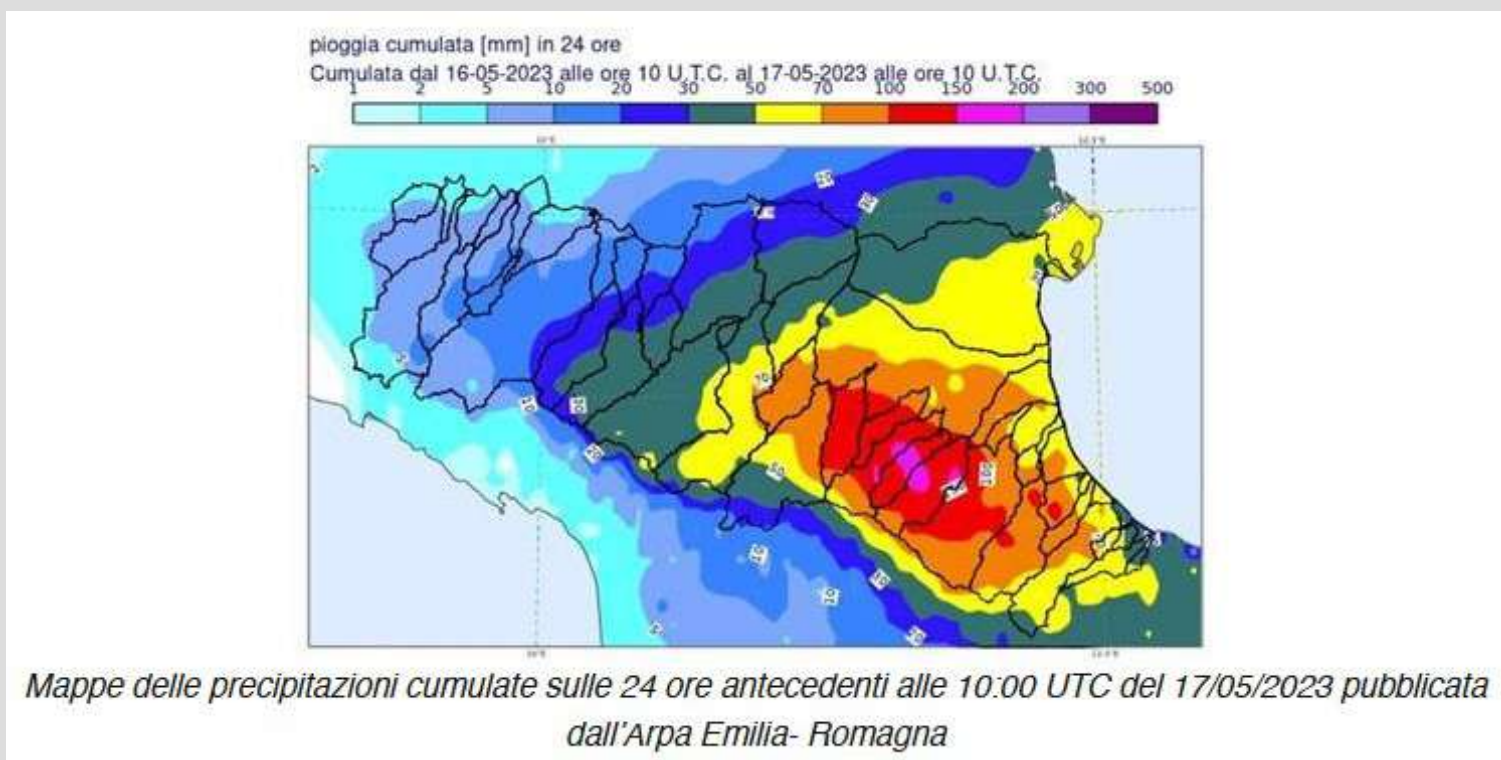 pioggia cumulata [mm] in 24 ore
Cumulata dal 16-05-2023 alle ore 10 U.T.C. al 17-05-2023 alle ore 10 U.T.C.
1 2 5 10 20 30 50 70 100 150 200 300 500
Mappe delle precipitazioni cumulate sulle 24 ore antecedenti alle 10:00 UTC del 17/05/2023 pubblicata
dall'Arpa Emilia- Romagna